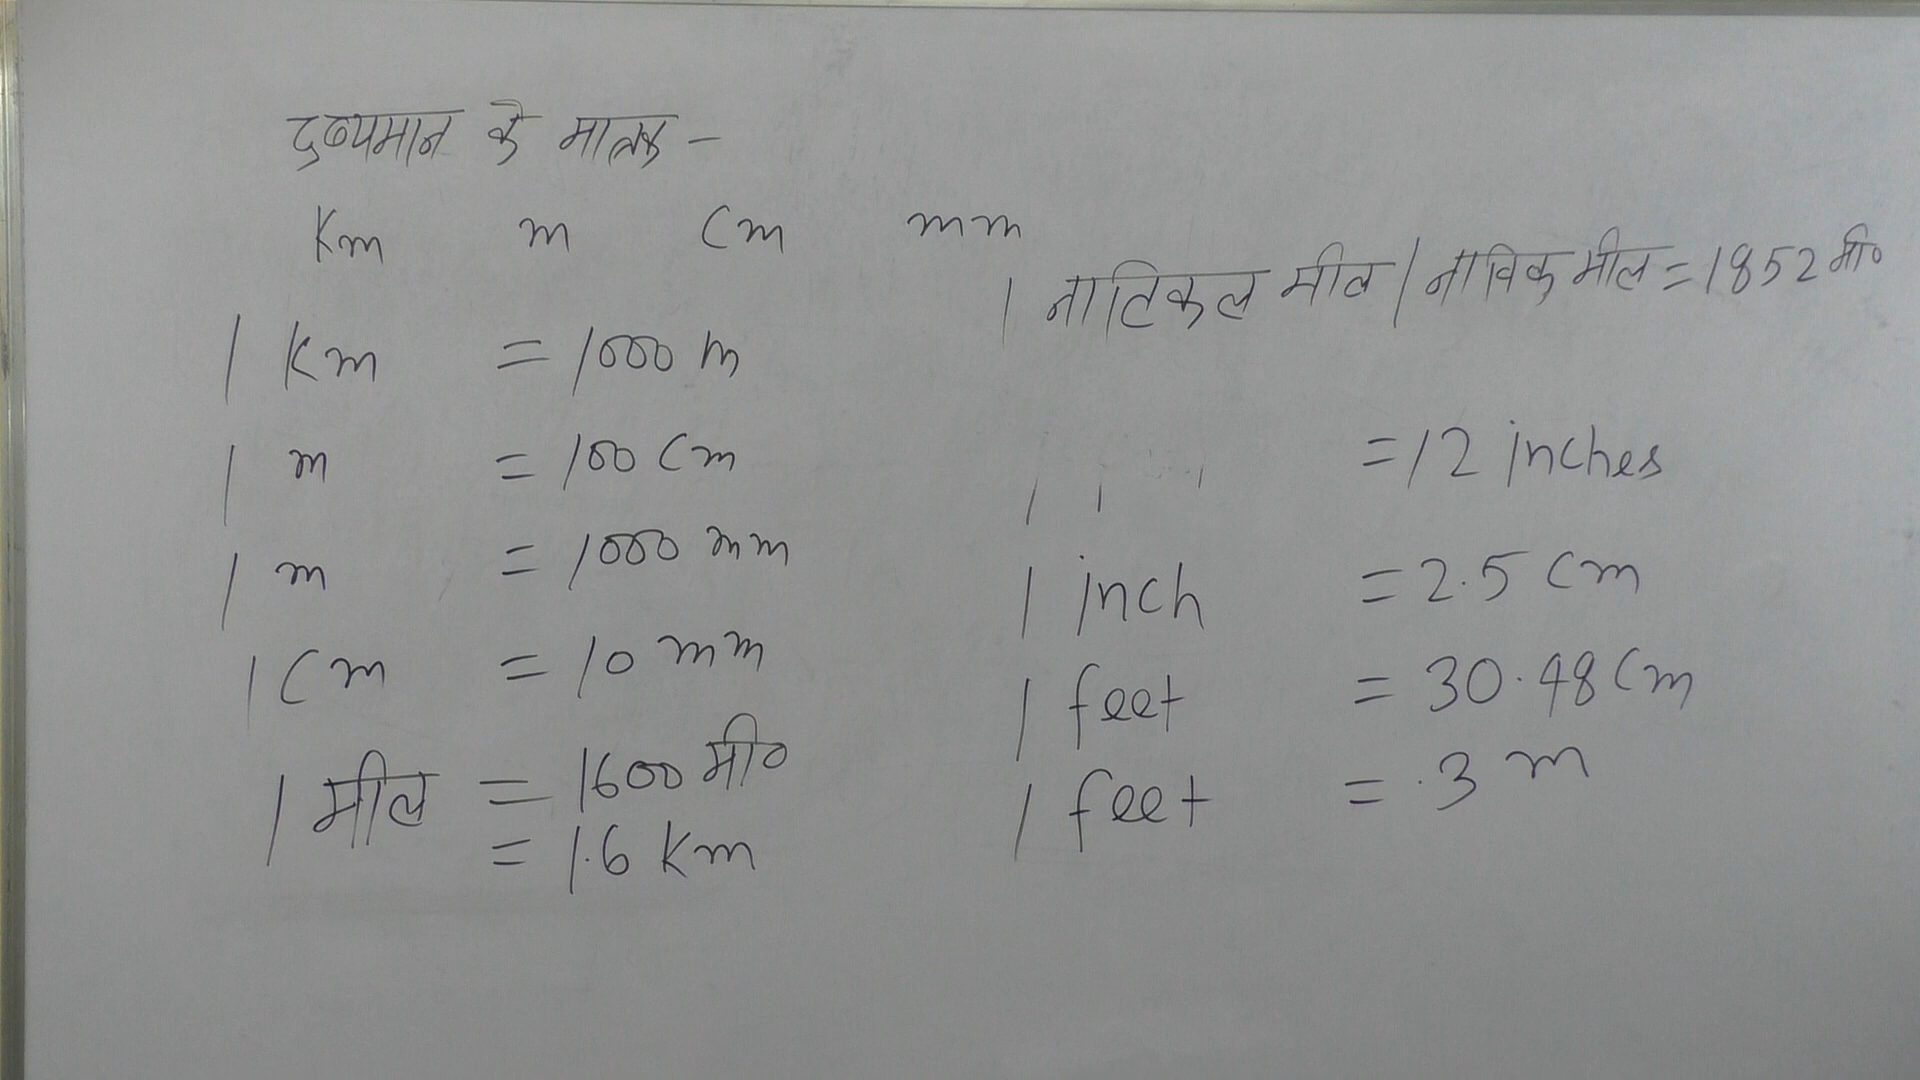 द्रव्यमान के मात्रक -
Km m Cm mm
1 Km = 1000 m
1 m = 100 Cm
1 m = 1000 mm
1 Cm = 10 mm
1 मील = 1600 मी०
= 1.6 Km
1 नाटिकल मील / नाविक मील = 1852 मी०
1 = 12 inches
1 inch = 2.5 Cm
1 feet = 30.48 Cm
1 feet = .3 m